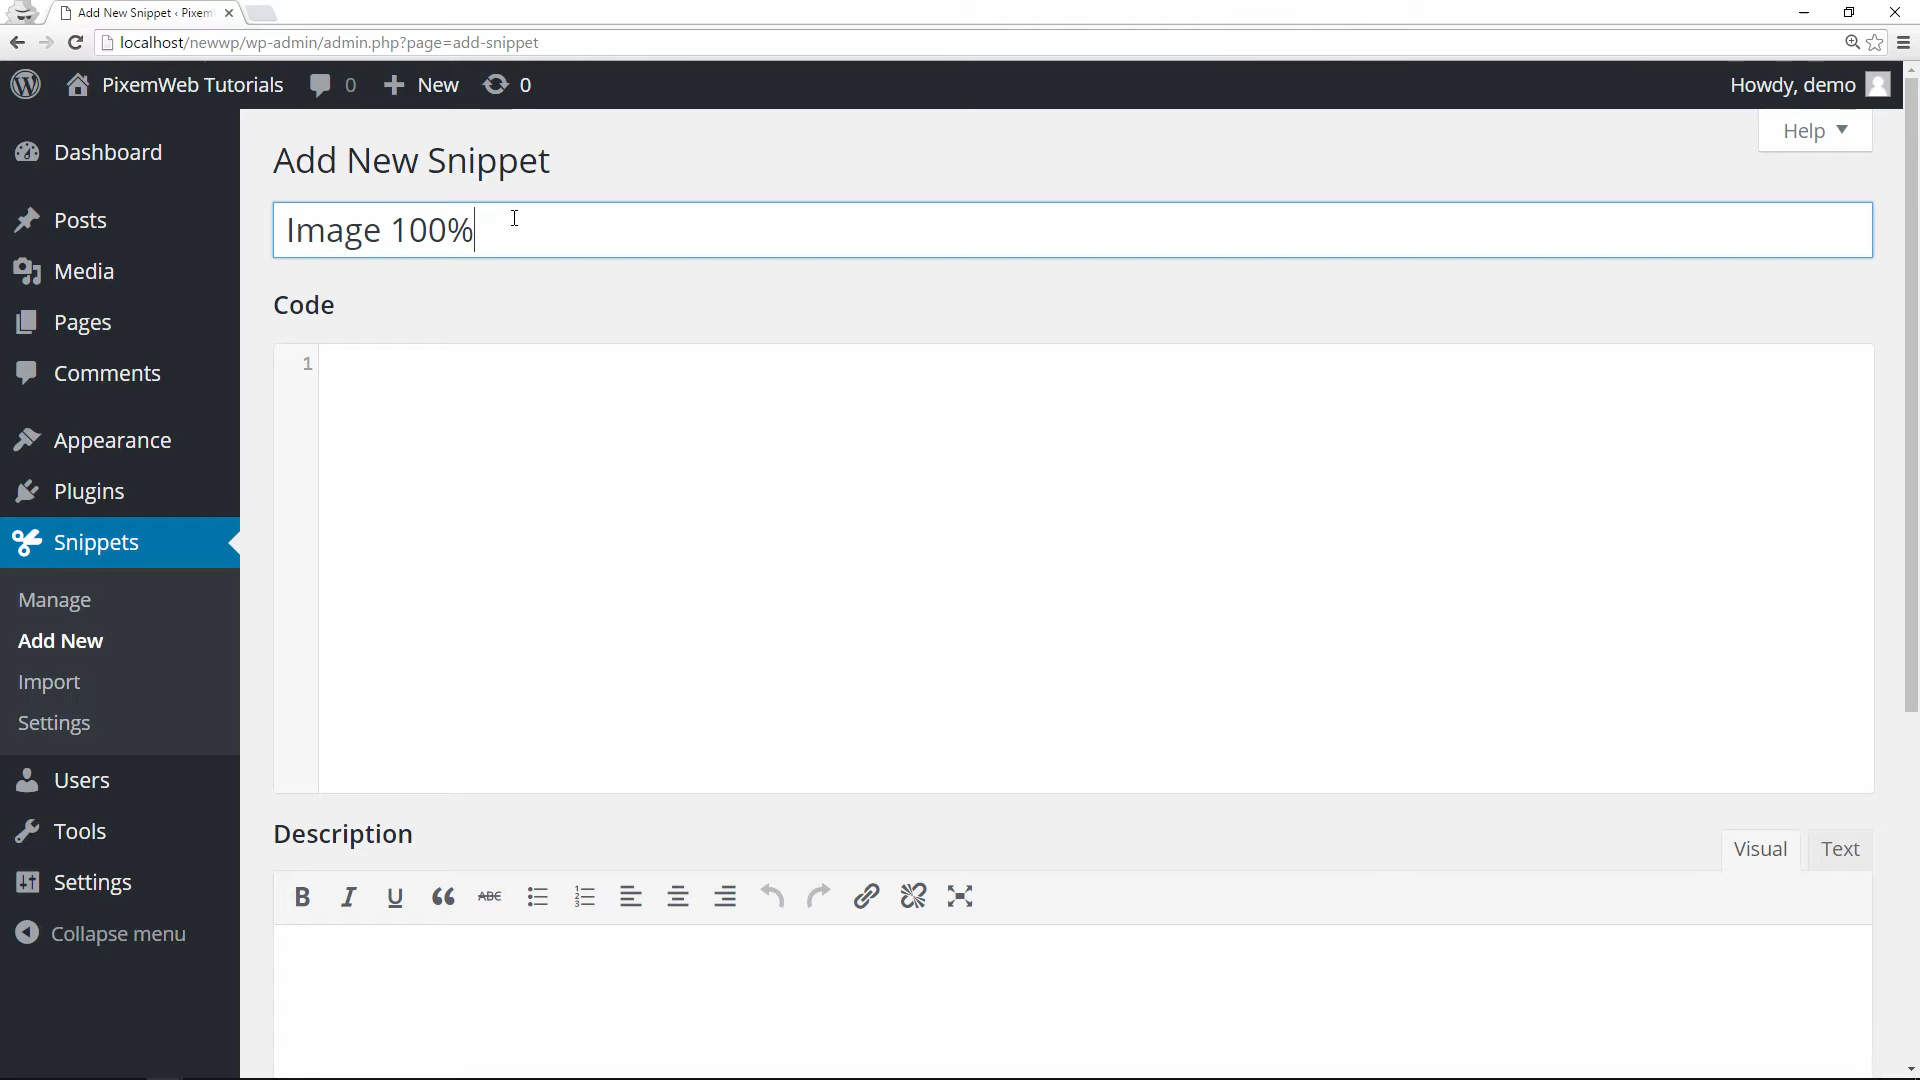 Add New Snippet ‹ Pixem
localhost/newwp/wp-admin/admin.php?page=add-snippet
PixemWeb Tutorials 0 New 0 Howdy, demo
Help
Dashboard
Posts
Media
Pages
Comments
Appearance
Plugins
Snippets
Manage
Add New
Import
Settings
Users
Tools
Settings
Collapse menu
Add New Snippet
Image 100%
Code
1
Description
Visual Text
B I U ABC